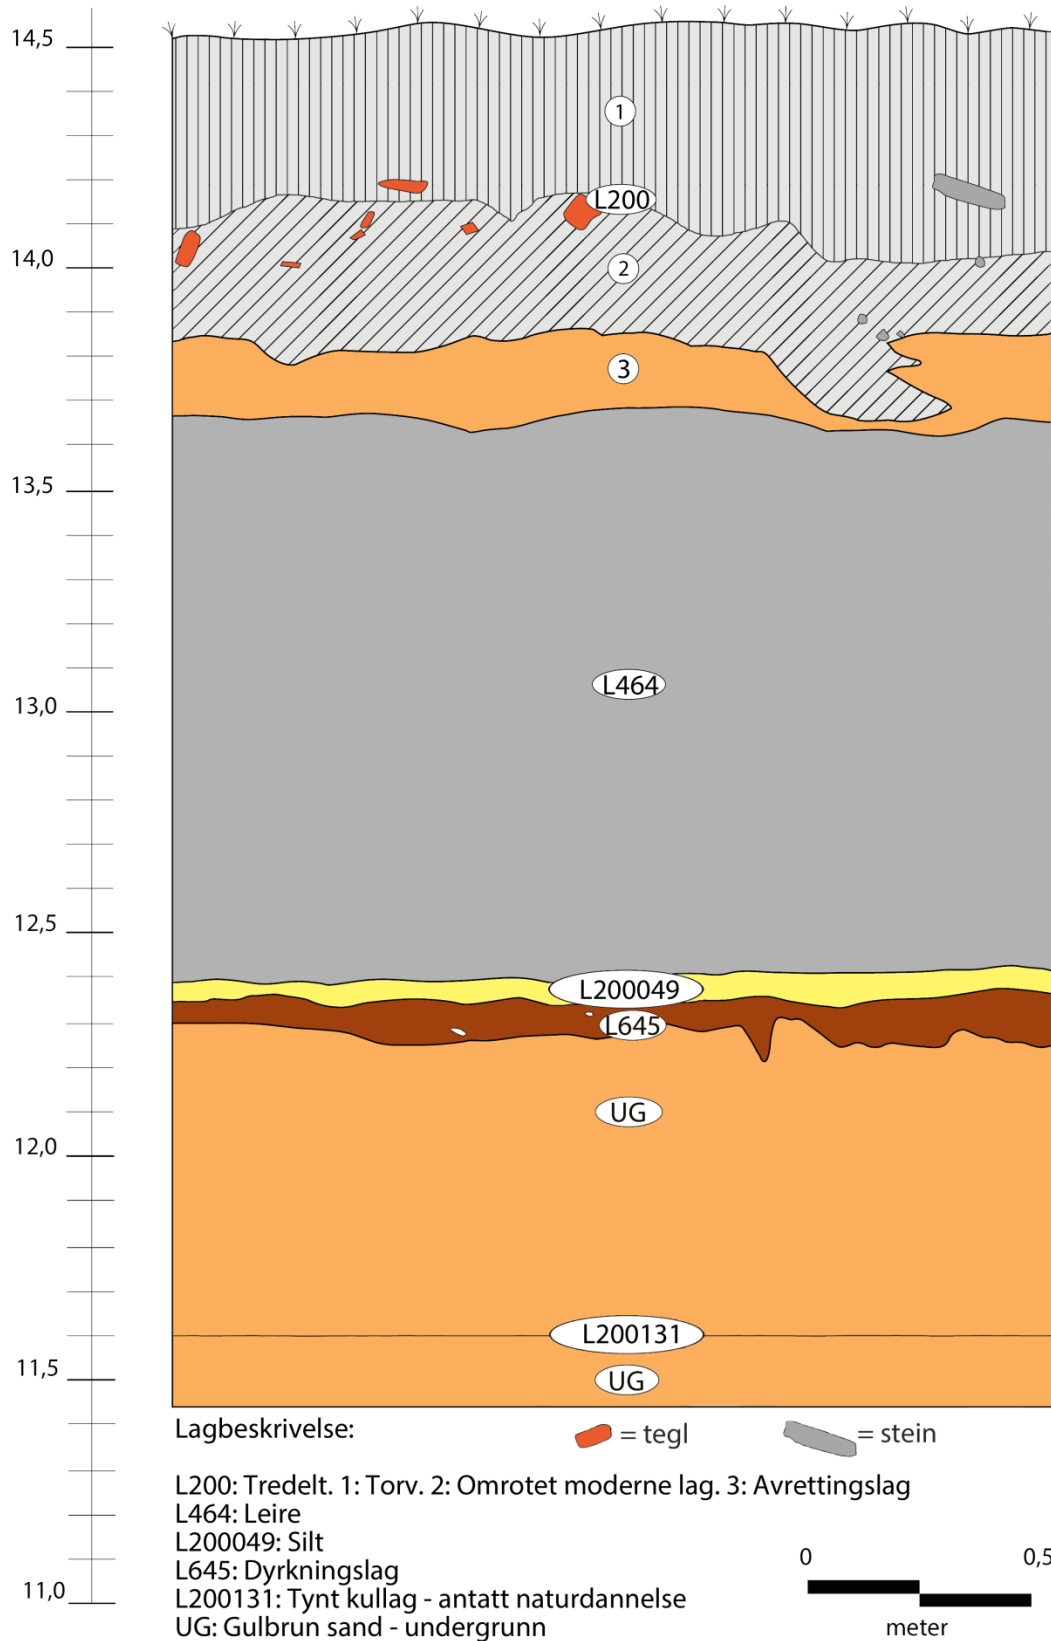 14,5
1
L200
14,0
2
3
13,5
L464
13,0
12,5
L200049
L645
UG
12,0
L200131
11,5
UG
Lagbeskrivelse:
= tegl
= stein
L200: Tredelt. 1: Torv. 2: Omrotet moderne lag. 3: Avrettingslag
L464: Leire
L200049: Silt
L645: Dyrkningslag
L200131: Tynt kullag - antatt naturdannelse
UG: Gulbrun sand - undergrunn
11,0
0 0,5
meter